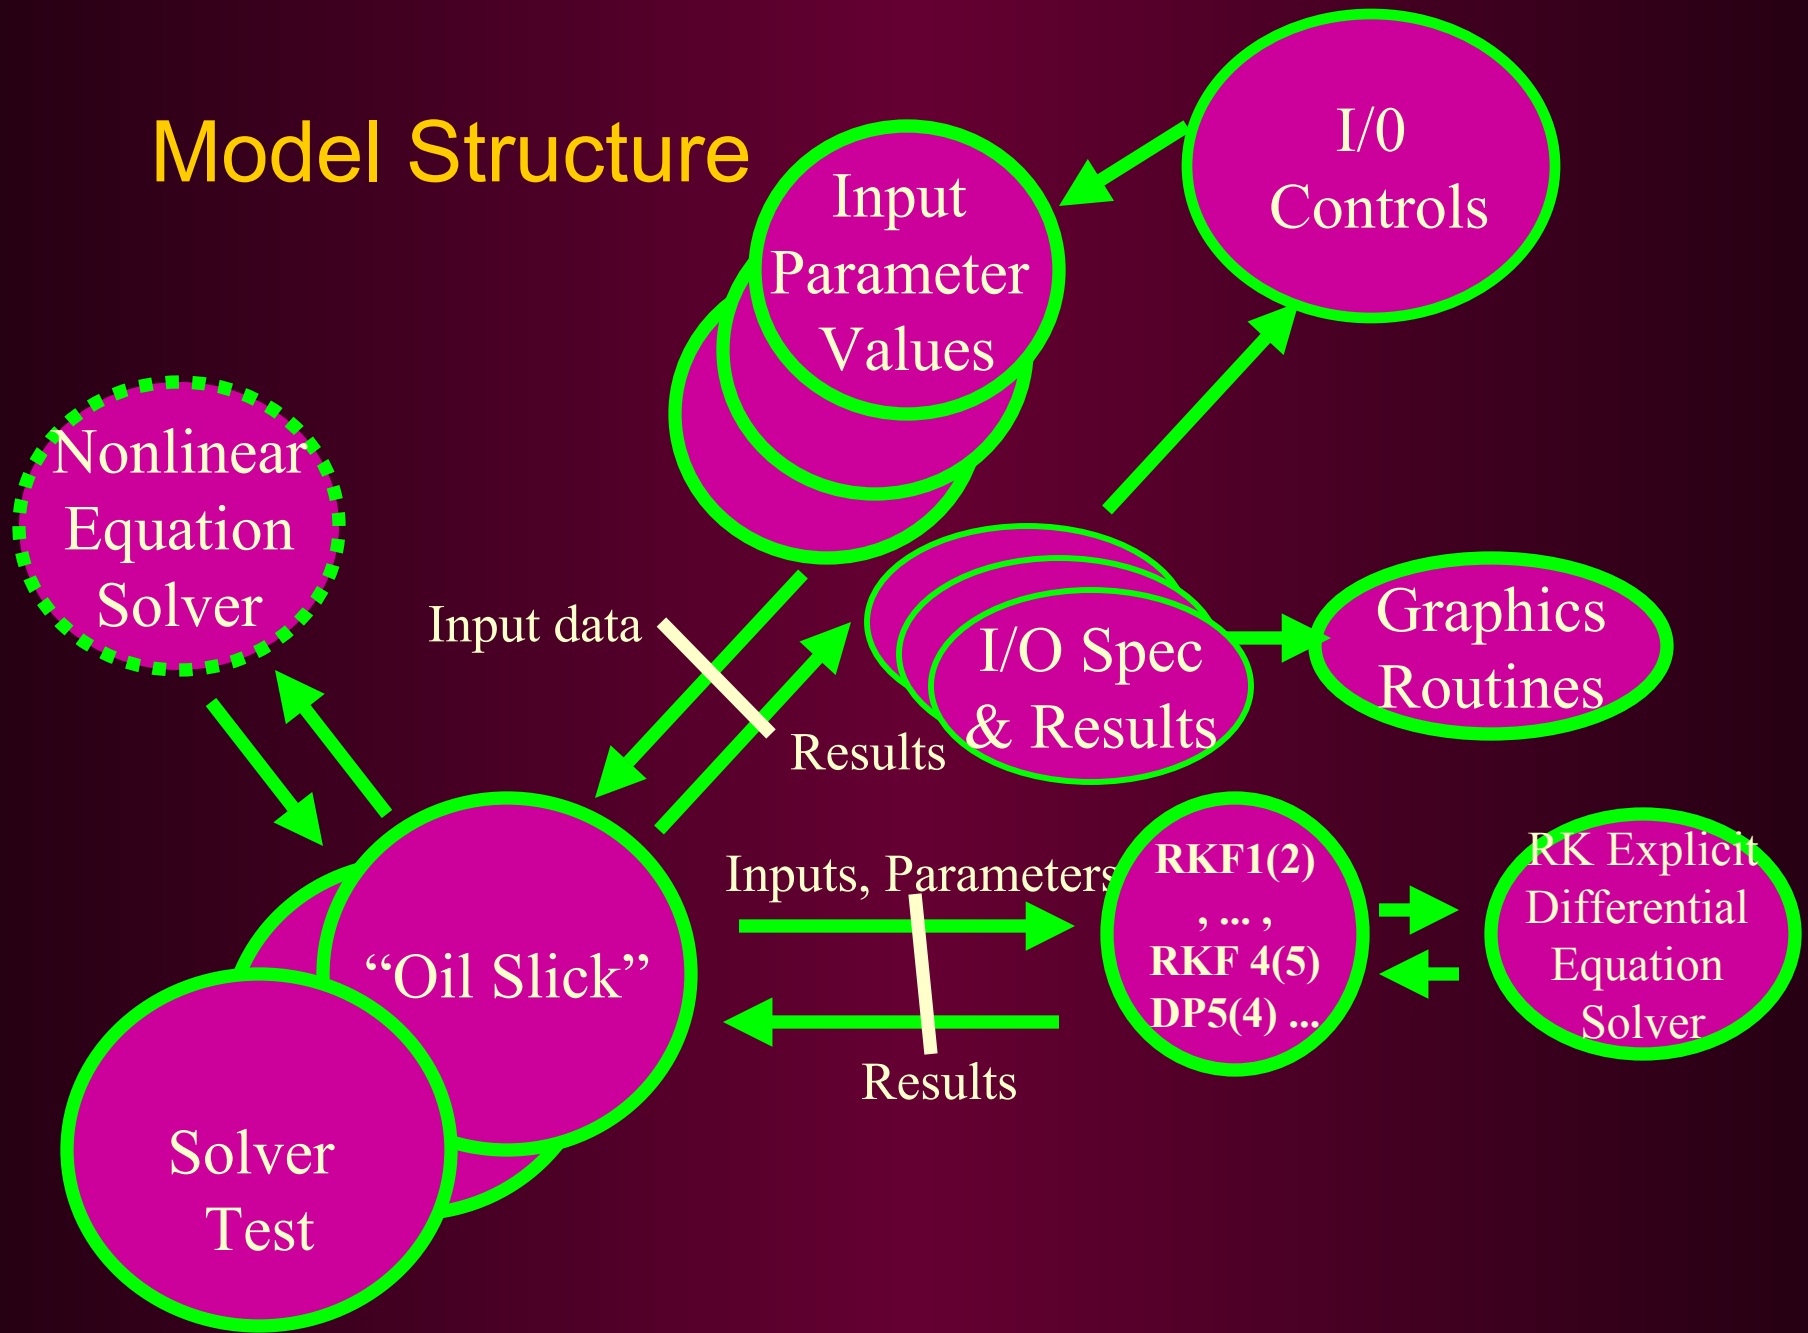 Model Structure
I/0
Controls
Input
Parameter
Values
Nonlinear
Equation
Solver
Input data
Results
I/O Spec
& Results
Graphics
Routines
"Oil Slick"
Solver
Test
Inputs, Parameters
Results
RKF1(2)
, ... ,
RKF 4(5)
DP5(4) ...
RK Explicit
Differential
Equation
Solver